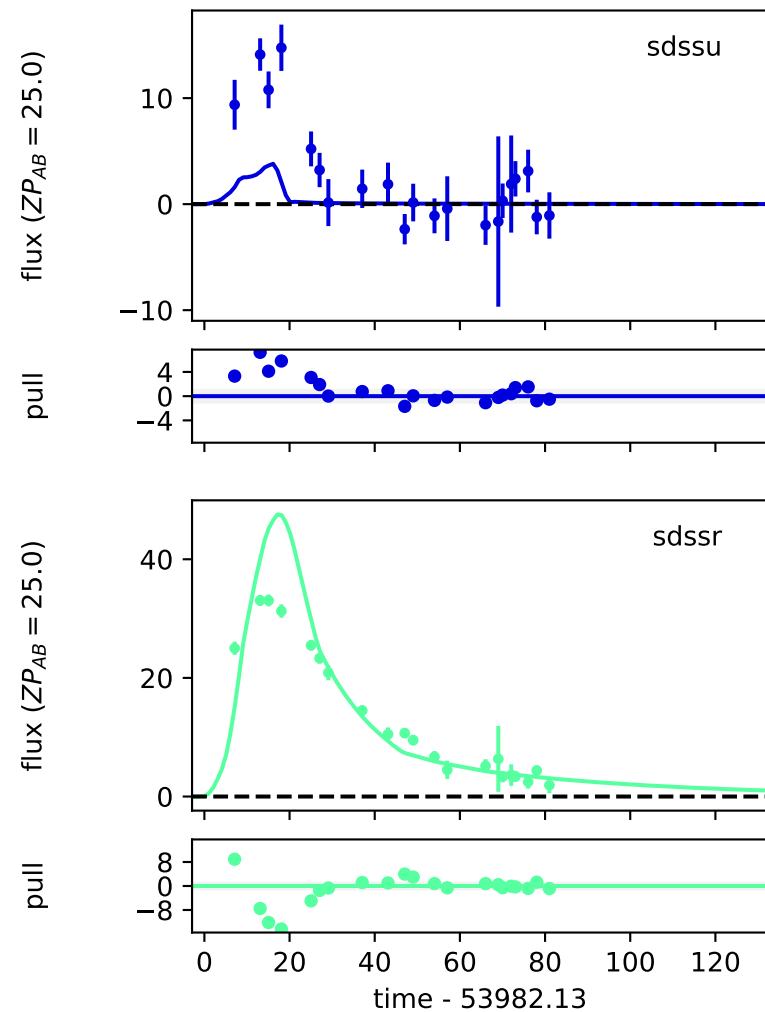 sdssu
flux (ZP_AB = 25.0)
10
0
−10
pull
4
0
−4
sdssr
flux (ZP_AB = 25.0)
40
20
0
pull
8
0
−8
0 20 40 60 80 100 120
time - 53982.13